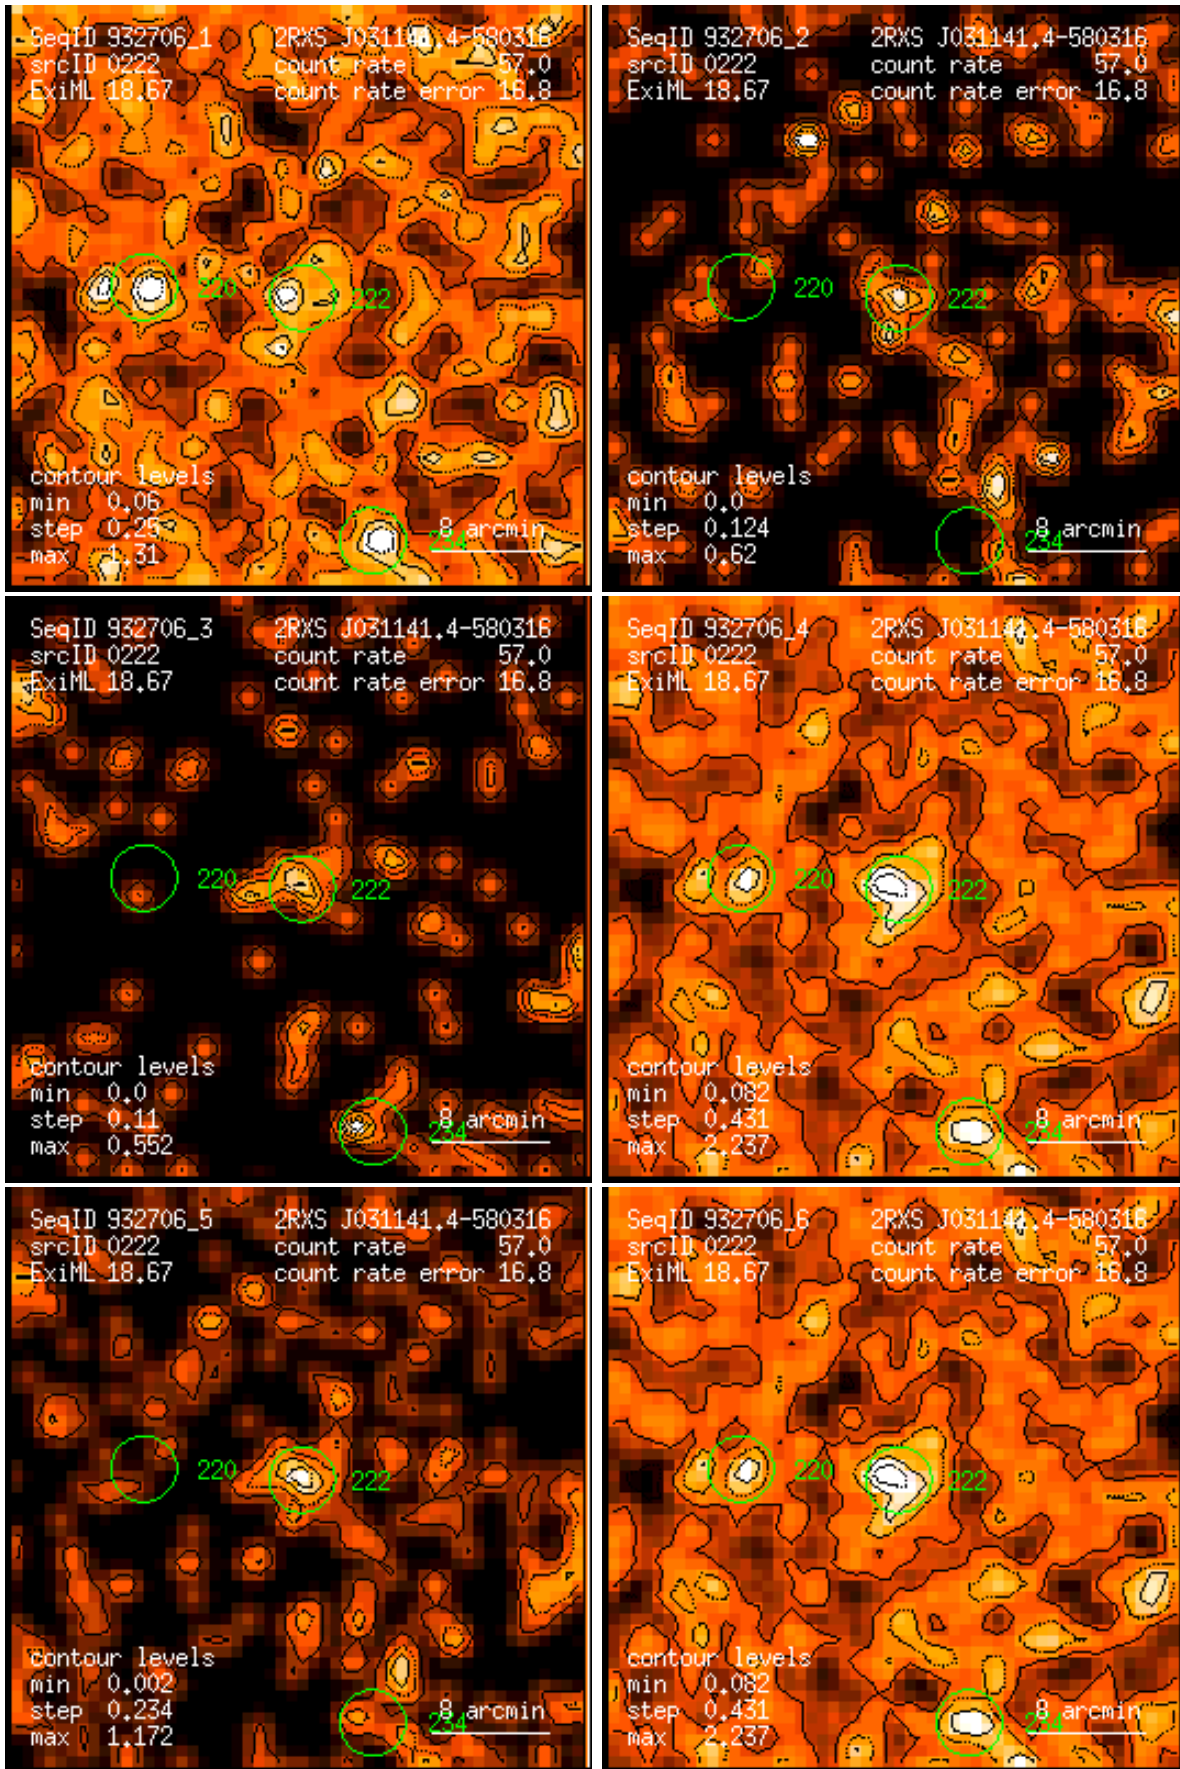 SeqID 932706_1 2RXS J031141.4-580316
srcID 0222 count rate 57.0
ExiML 18.67 count rate error 16.8
220
222
contour levels
min 0.06
step 0.25 8 arcmin
234
max 1.31
SeqID 932706_2 2RXS J031141.4-580316
srcID 0222 count rate 57.0
ExiML 18.67 count rate error 16.8
220
222
contour levels
min 0.0
step 0.124 8 arcmin
234
max 0.62
SeqID 932706_3 2RXS J031141.4-580316
srcID 0222 count rate 57.0
ExiML 18.67 count rate error 16.8
220
222
contour levels
min 0.0
step 0.11 8 arcmin
234
max 0.552
SeqID 932706_4 2RXS J031141.4-580316
srcID 0222 count rate 57.0
ExiML 18.67 count rate error 16.8
220
222
contour levels
min 0.082
step 0.431 8 arcmin
234
max 2.237
SeqID 932706_5 2RXS J031141.4-580316
srcID 0222 count rate 57.0
ExiML 18.67 count rate error 16.8
220
222
contour levels
min 0.002
step 0.234 8 arcmin
234
max 1.172
SeqID 932706_6 2RXS J031141.4-580316
srcID 0222 count rate 57.0
ExiML 18.67 count rate error 16.8
220
222
contour levels
min 0.082
step 0.431 8 arcmin
234
max 2.237